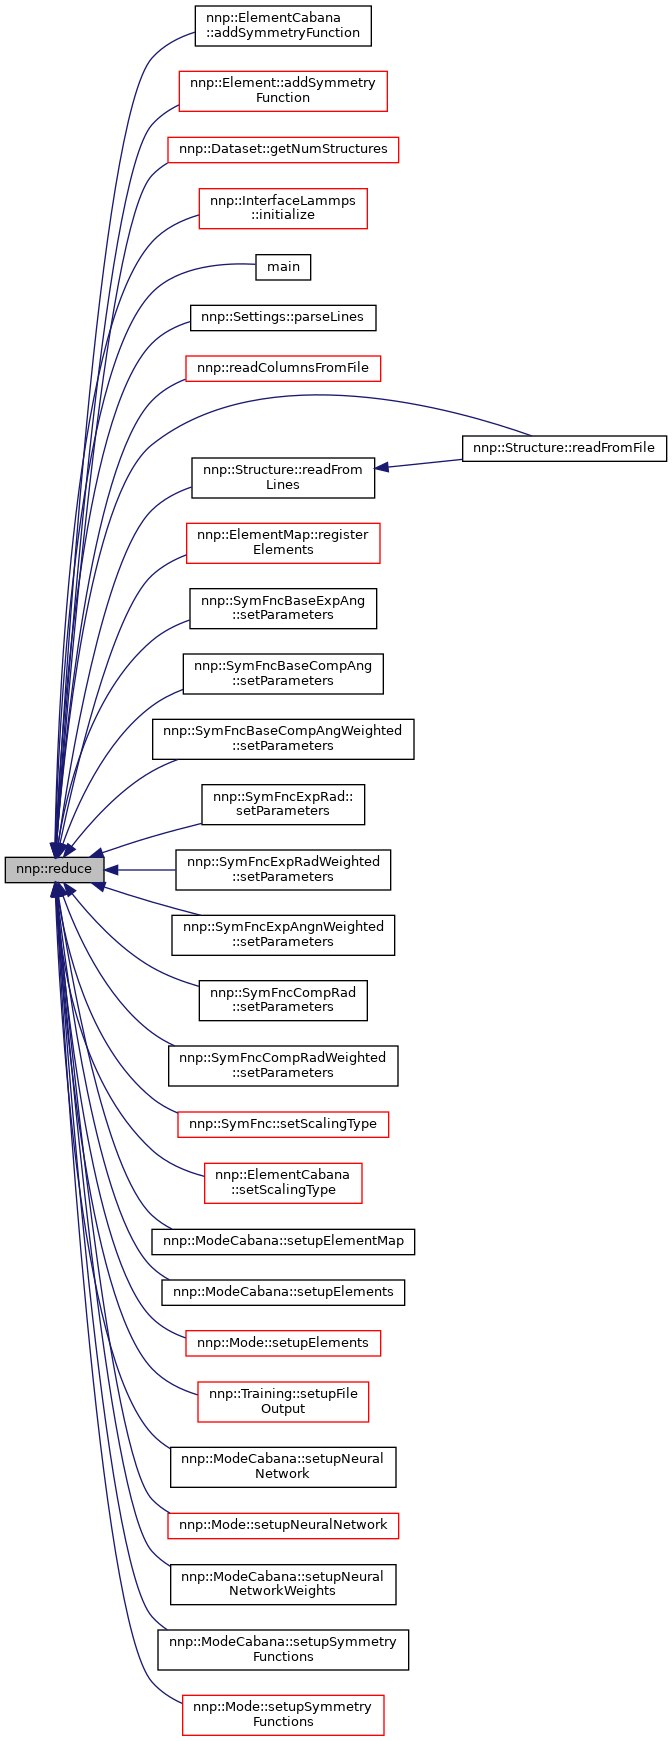 nnp::ElementCabana
::addSymmetryFunction
nnp::Element::addSymmetry
Function
nnp::Dataset::getNumStructures
nnp::InterfaceLammps
::initialize
main
nnp::Settings::parseLines
nnp::readColumnsFromFile
nnp::Structure::readFromFile
nnp::Structure::readFrom
Lines
nnp::ElementMap::register
Elements
nnp::SymFncBaseExpAng
::setParameters
nnp::SymFncBaseCompAng
::setParameters
nnp::SymFncBaseCompAngWeighted
::setParameters
nnp::SymFncExpRad::
setParameters
nnp::reduce
nnp::SymFncExpRadWeighted
::setParameters
nnp::SymFncExpAngnWeighted
::setParameters
nnp::SymFncCompRad
::setParameters
nnp::SymFncCompRadWeighted
::setParameters
nnp::SymFnc::setScalingType
nnp::ElementCabana
::setScalingType
nnp::ModeCabana::setupElementMap
nnp::ModeCabana::setupElements
nnp::Mode::setupElements
nnp::Training::setupFile
Output
nnp::ModeCabana::setupNeural
Network
nnp::Mode::setupNeuralNetwork
nnp::ModeCabana::setupNeural
NetworkWeights
nnp::ModeCabana::setupSymmetry
Functions
nnp::Mode::setupSymmetry
Functions